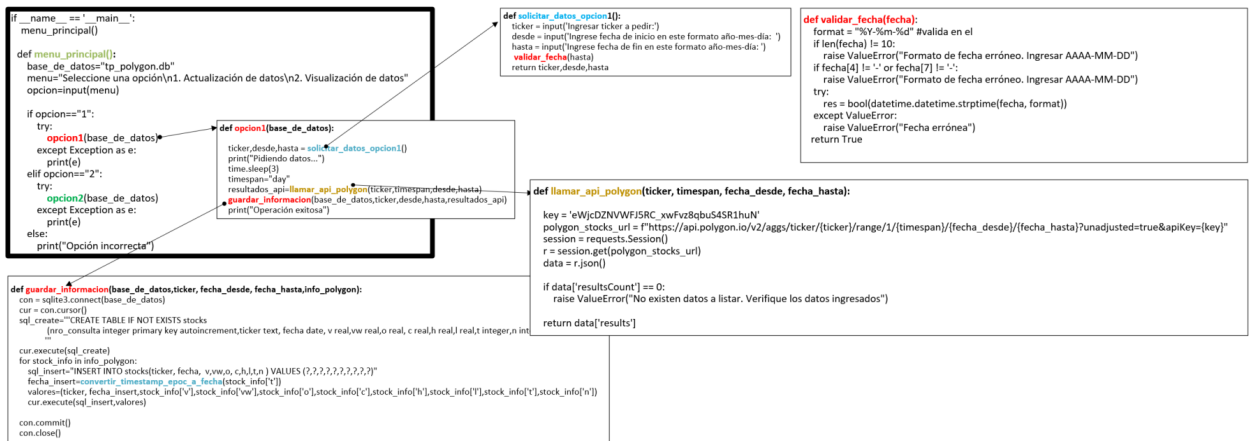 if __name__ == '__main__':
menu_principal()
def menu_principal():
base_de_datos="tp_polygon.db"
menu="Seleccione una opción\n1. Actualización de datos\n2. Visualización de datos"
opcion=input(menu)
if opcion=="1":
try:
opcion1(base_de_datos)
except Exception as e:
print(e)
elif opcion=="2":
try:
opcion2(base_de_datos)
except Exception as e:
print(e)
else:
print("Opción incorrecta")
def opcion1(base_de_datos):
ticker,desde,hasta = solicitar_datos_opcion1()
print("Pidiendo datos...")
time.sleep(3)
timespan="day"
resultados_api=llamar_api_polygon(ticker,timespan,desde,hasta)
guardar_informacion(base_de_datos,ticker,desde,hasta,resultados_api)
print("Operación exitosa")
def solicitar_datos_opcion1():
ticker = input('Ingresar ticker a pedir:')
desde = input('Ingrese fecha de inicio en este formato año-mes-día:  ')
hasta = input('Ingrese fecha de fin en este formato año-mes-día: ')
validar_fecha(hasta)
return ticker,desde,hasta
def validar_fecha(fecha):
format = "%Y-%m-%d" #valida en el
if len(fecha) != 10:
raise ValueError("Formato de fecha erróneo. Ingresar AAAA-MM-DD")
if fecha[4] != '-' or fecha[7] != '-':
raise ValueError("Formato de fecha erróneo. Ingresar AAAA-MM-DD")
try:
res = bool(datetime.datetime.strptime(fecha, format))
except ValueError:
raise ValueError("Fecha errónea")
return True
def llamar_api_polygon(ticker, timespan, fecha_desde, fecha_hasta):
key = 'eWjcDZNVWFJ5RC_xwFvz8qbuS4SR1huN'
polygon_stocks_url = f"https://api.polygon.io/v2/aggs/ticker/{ticker}/range/1/{timespan}/{fecha_desde}/{fecha_hasta}?unadjusted=true&apiKey={key}"
session = requests.Session()
r = session.get(polygon_stocks_url)
data = r.json()
if data['resultsCount'] == 0:
raise ValueError("No existen datos a listar. Verifique los datos ingresados")
return data['results']
def guardar_informacion(base_de_datos,ticker, fecha_desde, fecha_hasta,info_polygon):
con = sqlite3.connect(base_de_datos)
cur = con.cursor()
sql_create='''CREATE TABLE IF NOT EXISTS stocks
(nro_consulta integer primary key autoincrement,ticker text, fecha date, v real,vw real,o real, c real,h real,l real,t integer,n int
'''
cur.execute(sql_create)
for stock_info in info_polygon:
sql_insert="INSERT INTO stocks(ticker, fecha,  v,vw,o, c,h,l,t,n ) VALUES (?,?,?,?,?,?,?,?,?,?)"
fecha_insert=convertir_timestamp_epoc_a_fecha(stock_info['t'])
valores=(ticker, fecha_insert,stock_info['v'],stock_info['vw'],stock_info['o'],stock_info['c'],stock_info['h'],stock_info['l'],stock_info['t'],stock_info['n'])
cur.execute(sql_insert,valores)
con.commit()
con.close()